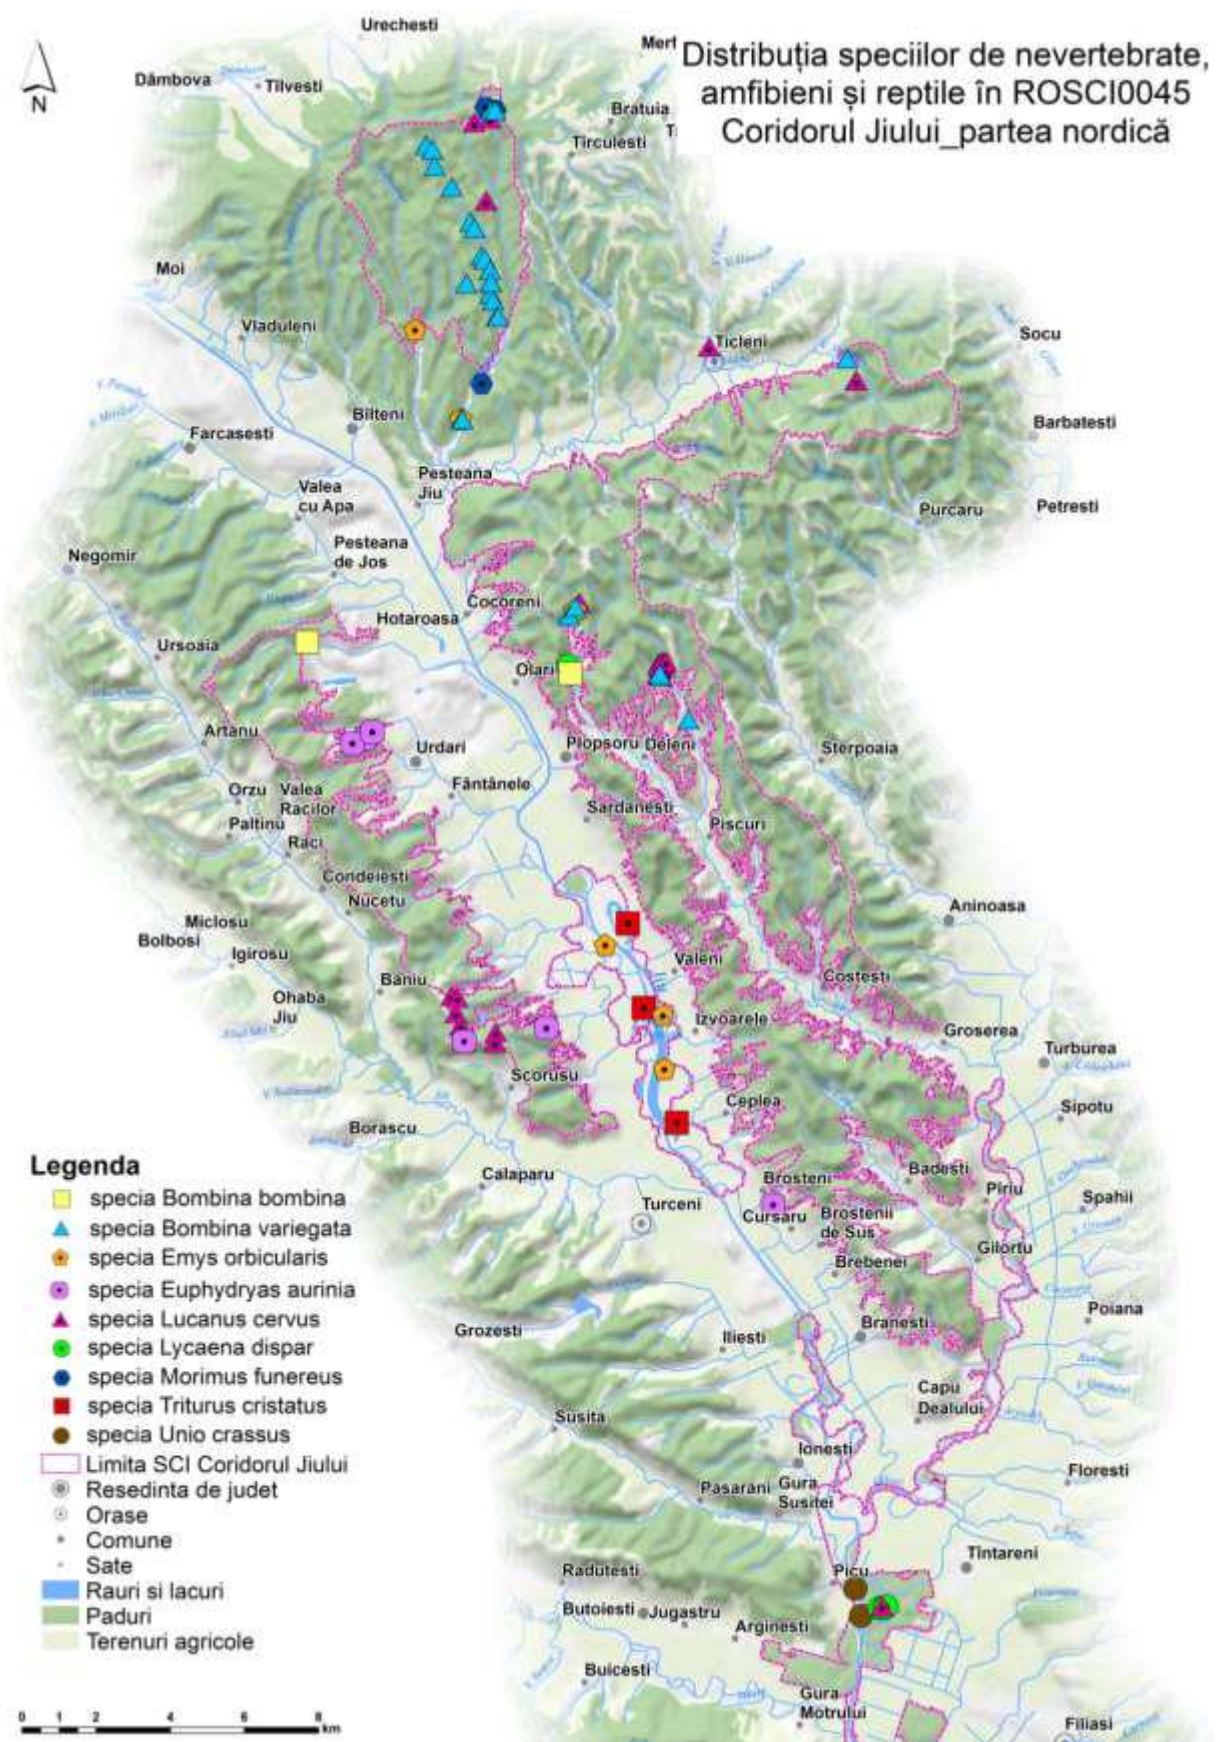 Urechesti
Distribuția speciilor de nevertebrate,
amfibieni și reptile în ROSCI0045
Coridorul Jiului_partea nordică
N
Dâmbova
Tîlvesti
Bratuia
Tirculesti
Moi
Vladuleni
Ticleni
Socu
Bilteni
Farcasesti
Barbatesti
Pesteana
Jiu
Valea
cu Apa
Purcaru
Petresti
Pesteana
de Jos
Negomir
Cocoreni
Hotaroasa
Ursoaia
Olari
Artanu
Urdari
Plopsoru
Deleni
Sterpoaia
Fântânele
Orzu
Valea
Racilor
Sardanesti
Paltinu
Piscuri
Raci
Condeiesti
Nucetu
Aninoasa
Miclosu
Bolbosi
Igirosu
Valeni
Costesti
Baniu
Ohaba
Jiu
Izvoarele
Groserea
Turburea
Scorusu
Ceplea
Sipotu
Borascu
Calaparu
Brosteni
Badesti
Piriu
Spahii
Turceni
Cursaru
Brostenii
de Sus
Gilortu
Brebenei
Poiana
Grozesti
Iliesti
Branesti
Capu
Dealului
Susita
Ionesti
Floresti
Pasarani
Gura
Susitei
Tintareni
Radutesti
Picu
Butoiesti
Jugastru
Arginesti
Buicesti
Gura
Motrului
Filiasi
Legenda
specia Bombina bombina
specia Bombina variegata
specia Emys orbicularis
specia Euphydryas aurinia
specia Lucanus cervus
specia Lycaena dispar
specia Morimus funereus
specia Triturus cristatus
specia Unio crassus
Limita SCI Coridorul Jiului
Resedinta de judet
Orase
Comune
Sate
Rauri si lacuri
Paduri
Terenuri agricole
0 1 2 4 6 8
km